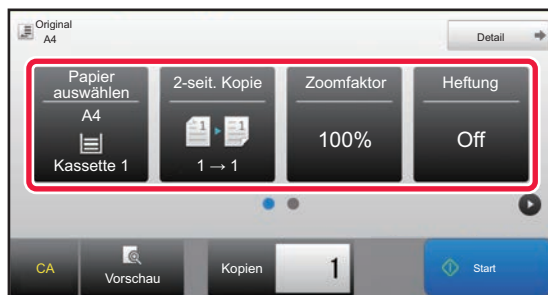 Original
A4
Detail
Papier
auswählen
A4
Kassette 1
2-seit. Kopie
1 → 1
Zoomfaktor
100%
Heftung
Off
CA
Vorschau
Kopien
1
Start